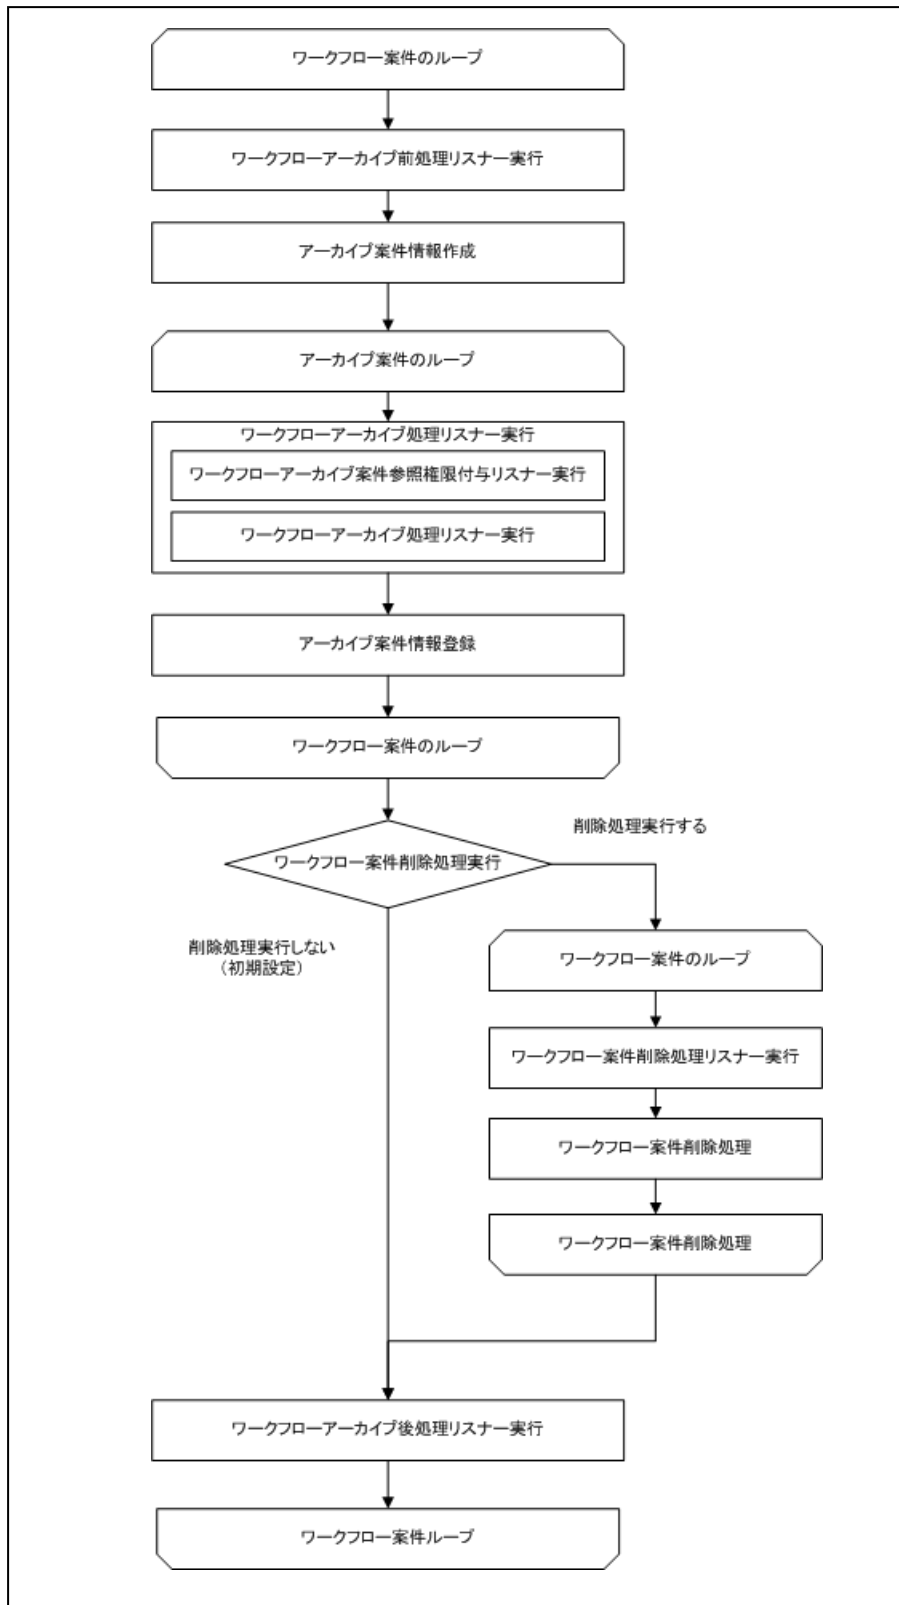 ワークフロー案件のループ
ワークフローアーカイブ前処理リスナー実行
アーカイブ案件情報作成
アーカイブ案件のループ
ワークフローアーカイブ処理リスナー実行
ワークフローアーカイブ案件参照権限付与リスナー実行
ワークフローアーカイブ処理リスナー実行
アーカイブ案件情報登録
ワークフロー案件のループ
ワークフロー案件削除処理実行
削除処理実行する
削除処理実行しない
（初期設定）
ワークフロー案件のループ
ワークフロー案件削除処理リスナー実行
ワークフロー案件削除処理
ワークフロー案件削除処理
ワークフローアーカイブ後処理リスナー実行
ワークフロー案件ループ